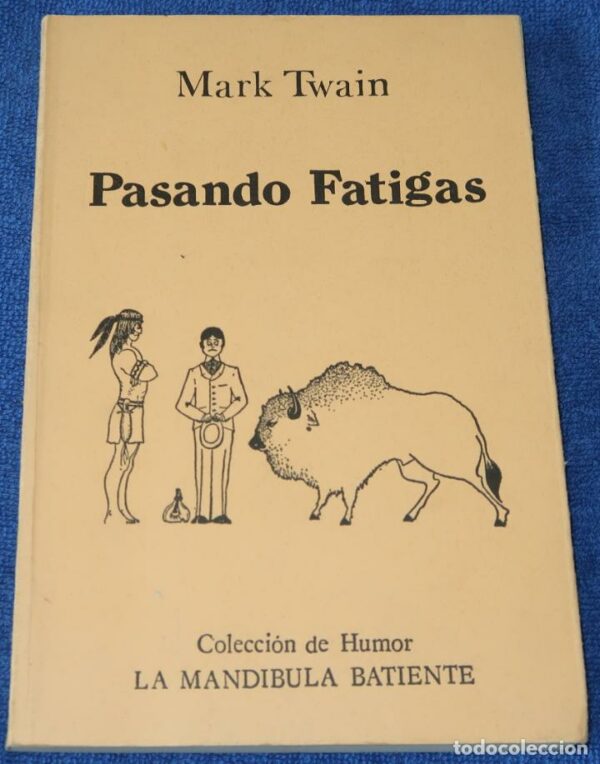 Mark Twain
Pasando Fatigas
Colección de Humor
LA MANDIBULA BATIENTE
todocoleccion